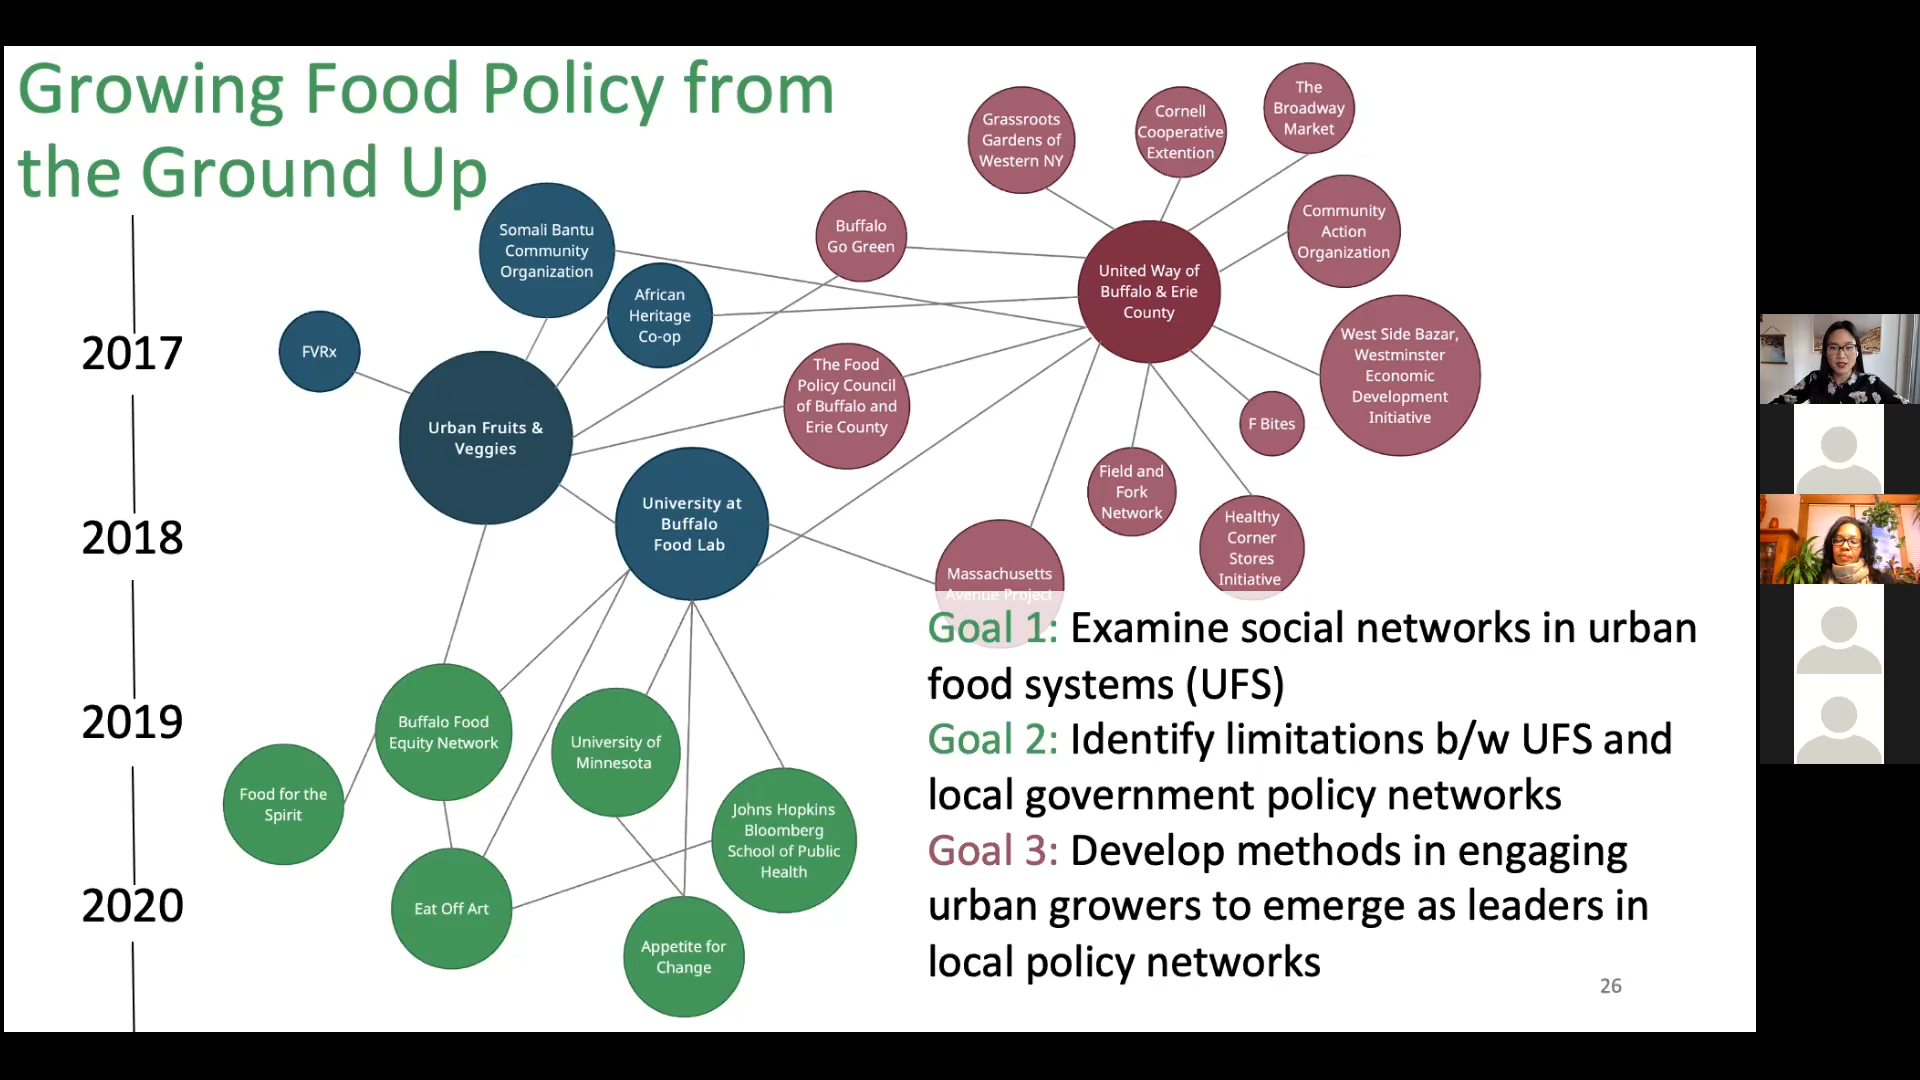 Growing Food Policy from
the Ground Up
2017
2018
2019
2020
Somali Bantu
Community
Organization
African
Heritage
Co-op
FVRx
Urban Fruits &
Veggies
University at
Buffalo
Food Lab
Buffalo
Go Green
The Food
Policy Council
of Buffalo and
Erie County
Grassroots
Gardens of
Western NY
Cornell
Cooperative
Extention
The
Broadway
Market
Community
Action
Organization
United Way of
Buffalo & Erie
County
West Side Bazar,
Westminster
Economic
Development
Initiative
F Bites
Field and
Fork
Network
Healthy
Corner
Stores
Initiative
Massachusetts
Avenue Project
Buffalo Food
Equity Network
University of
Minnesota
Food for the
Spirit
Johns Hopkins
Bloomberg
School of Public
Health
Eat Off Art
Appetite for
Change
Goal 1: Examine social networks in urban
food systems (UFS)
Goal 2: Identify limitations b/w UFS and
local government policy networks
Goal 3: Develop methods in engaging
urban growers to emerge as leaders in
local policy networks
26